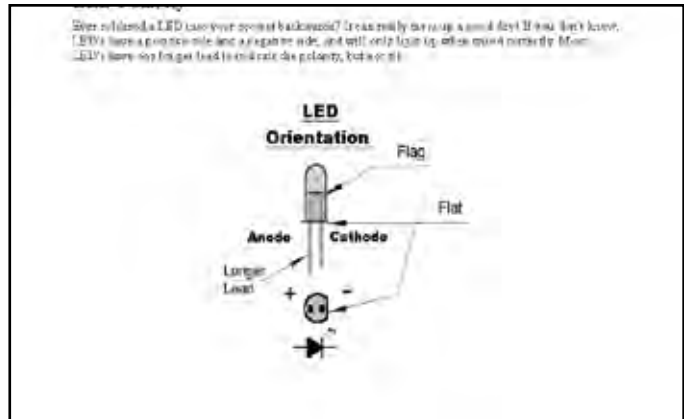 Ever soldered a LED into your project backwards? It can really mess up a good day! If you don't know,
LED's have a positive side and a negative side, and will only light up when wired correctly. Most
LED's have one longer lead to indicate the polarity, but not all.
LED
Orientation
Flag
Flat
Anode Cathode
Longer
Lead
+ -